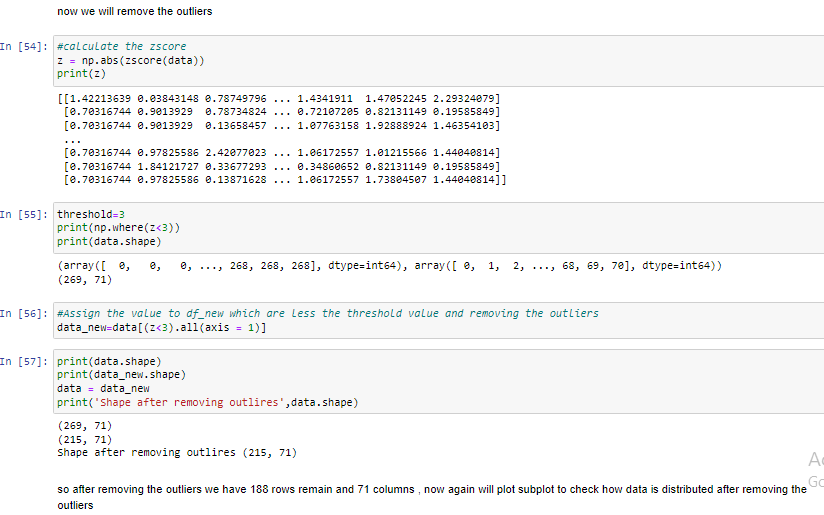 now we will remove the outliers
In [54]: #calculate the zscore
z = np.abs(zscore(data))
print(z)
[[1.42213639 0.03843148 0.78749796 ... 1.4341911  1.47052245 2.29324079]
[0.70316744 0.9013929  0.78734824 ... 0.72107205 0.82131149 0.19585849]
[0.70316744 0.9013929  0.13658457 ... 1.07763158 1.92888924 1.46354103]
...
[0.70316744 0.97825586 2.42077023 ... 1.06172557 1.01215566 1.44040814]
[0.70316744 1.84121727 0.33677293 ... 0.34860652 0.82131149 0.19585849]
[0.70316744 0.97825586 0.13871628 ... 1.06172557 1.73804507 1.44040814]]
In [55]: threshold=3
print(np.where(z<3))
print(data.shape)
(array([  0,   0,   0, ..., 268, 268, 268], dtype=int64), array([ 0,  1,  2, ..., 68, 69, 70], dtype=int64))
(269, 71)
In [56]: #Assign the value to df_new which are less the threshold value and removing the outliers
data_new=data[(z<3).all(axis = 1)]
In [57]: print(data.shape)
print(data_new.shape)
data = data_new
print('Shape after removing outlires',data.shape)
(269, 71)
(215, 71)
Shape after removing outlires (215, 71)
so after removing the outliers we have 188 rows remain and 71 columns , now again will plot subplot to check how data is distributed after removing the
outliers